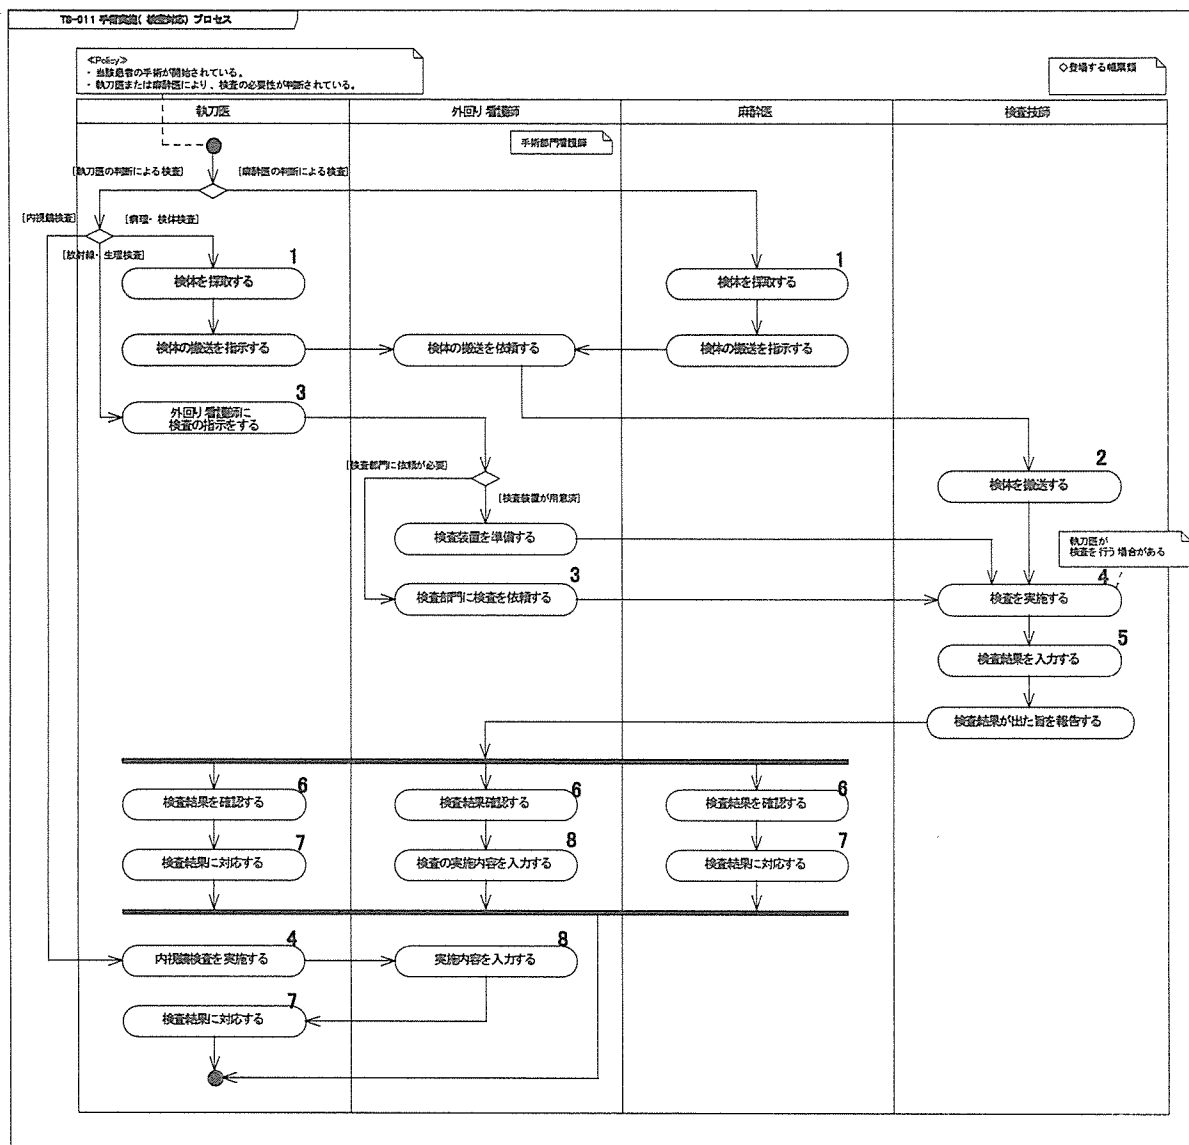 TS-011 手術実施( 検査対応) プロセス
≪Policy≫
・ 当該患者の手術が開始されている。
・ 執刀医または麻酔医により、検査の必要性が判断されている。
◇登場する帳票類
執刀医
外回り看護師
麻酔医
検査技師
手術部門看護師
[執刀医の判断による検査]
[麻酔医の判断による検査]
[内視鏡検査]
[病理・検体検査]
[放射線・生理検査]
1
検体を採取する
1
検体を採取する
検体の搬送を指示する
検体の搬送を依頼する
検体の搬送を指示する
3
外回り看護師に
検査の指示をする
[検査部門に依頼が必要]
2
検体を搬送する
[検査装置が用意済]
検査装置を準備する
執刀医が
検査を行う場合がある
3
検査部門に検査を依頼する
4
検査を実施する
5
検査結果を入力する
検査結果が出た旨を報告する
6
検査結果を確認する
6
検査結果確認する
6
検査結果を確認する
7
検査結果に対応する
8
検査の実施内容を入力する
7
検査結果に対応する
4
内視鏡検査を実施する
8
実施内容を入力する
7
検査結果に対応する